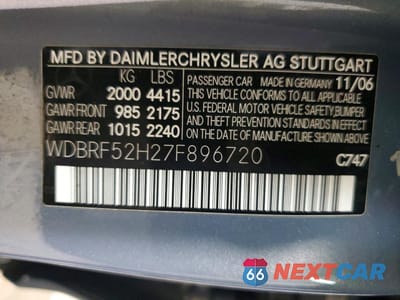 MFD BY DAIMLERCHRYSLER AG STUTTGART
KG LBS
GVWR 2000 4415
GAWR FRONT 985 2175
GAWR REAR 1015 2240
PASSENGER CAR MADE IN GERMANY 11/06
THIS VEHICLE CONFORMS TO ALL APPLICABLE
U.S. FEDERAL MOTOR VEHICLE SAFETY,BUMPER
AND THEFT PREVENTION STANDARDS
IN EFFECT ON THE DATE OF
MANUFACTURE SHOWN ABOVE.
WDBRF52H27F896720
C747
66 NEXTCAR